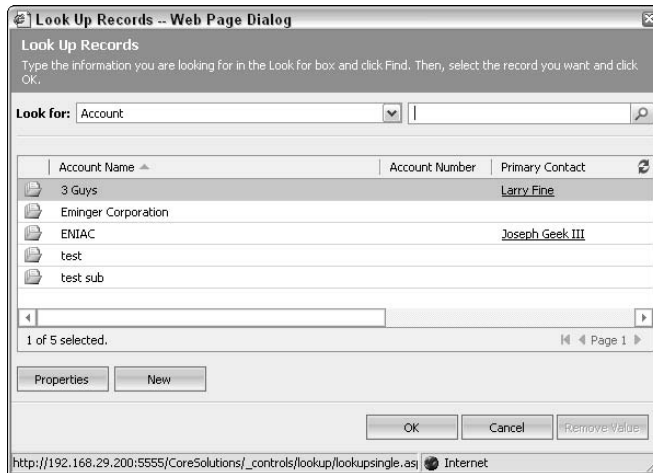 Look Up Records -- Web Page Dialog
Look Up Records
Type the information you are looking for in the Look for box and click Find. Then, select the record you want and click
OK.
Look for: Account
Account Name Account Number Primary Contact
3 Guys Larry Fine
Eminger Corporation
ENIAC Joseph Geek III
test
test sub
1 of 5 selected. Page 1
Properties New
OK Cancel Remove Value
http://192.168.29.200:5555/CoreSolutions/_controls/lookup/lookupsingle.asp Internet